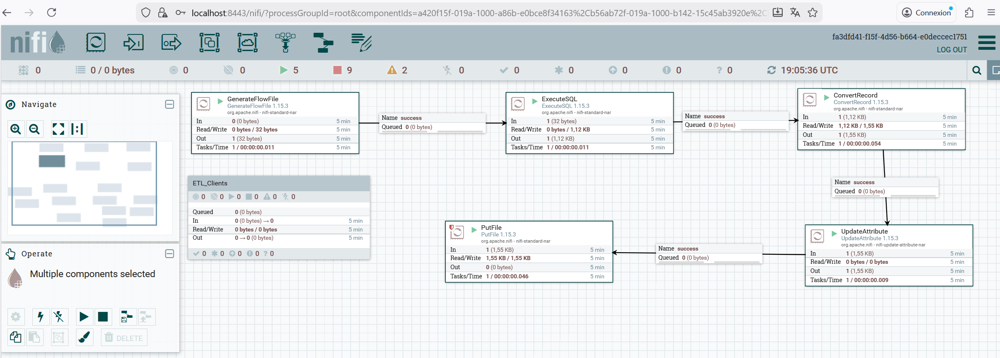 localhost:8443/nifi/?processGroupId=root&componentIds=a420f15f-019a-1000-a86b-e0bce8f34163%2Cb56ab72f-019a-1000-b142-15c45ab3920e%2C
Connexion
nifi
fa3dfd41-f15f-4d56-b664-e0deccec1751
LOG OUT
0
0 / 0 bytes
0
0
5
9
2
0
0
0
0
0
? 0
19:05:36 UTC
Navigate
Operate
Multiple components selected
DELETE
GenerateFlowFile
GenerateFlowFile 1.15.3
org.apache.nifi - nifi-standard-nar
In 0 (0 bytes) 5 min
Read/Write 0 bytes / 32 bytes 5 min
Out 1 (32 bytes) 5 min
Tasks/Time 1 / 00:00:00.011 5 min
Name success
Queued 0 (0 bytes)
ExecuteSQL
ExecuteSQL 1.15.3
org.apache.nifi - nifi-standard-nar
In 1 (32 bytes) 5 min
Read/Write 0 bytes / 1,12 KB 5 min
Out 1 (1,12 KB) 5 min
Tasks/Time 1 / 00:00:00.011 5 min
Name success
Queued 0 (0 bytes)
ConvertRecord
ConvertRecord 1.15.3
org.apache.nifi - nifi-standard-nar
In 1 (1,12 KB) 5 min
Read/Write 1,12 KB / 1,55 KB 5 min
Out 1 (1,55 KB) 5 min
Tasks/Time 1 / 00:00:00.054 5 min
Name success
Queued 0 (0 bytes)
ETL_Clients
0 0 0 0 0 0
Queued 0 (0 bytes)
In 0 (0 bytes) → 0 5 min
Read/Write 0 bytes / 0 bytes 5 min
Out 0 → 0 (0 bytes) 5 min
0 0 0 0 ? 0
PutFile
PutFile 1.15.3
org.apache.nifi - nifi-standard-nar
In 1 (1,55 KB) 5 min
Read/Write 1,55 KB / 1,55 KB 5 min
Out 0 (0 bytes) 5 min
Tasks/Time 1 / 00:00:00.046 5 min
Name success
Queued 0 (0 bytes)
UpdateAttribute
UpdateAttribute 1.15.3
org.apache.nifi - nifi-update-attribute-nar
In 1 (1,55 KB) 5 min
Read/Write 0 bytes / 0 bytes 5 min
Out 1 (1,55 KB) 5 min
Tasks/Time 1 / 00:00:00.009 5 min